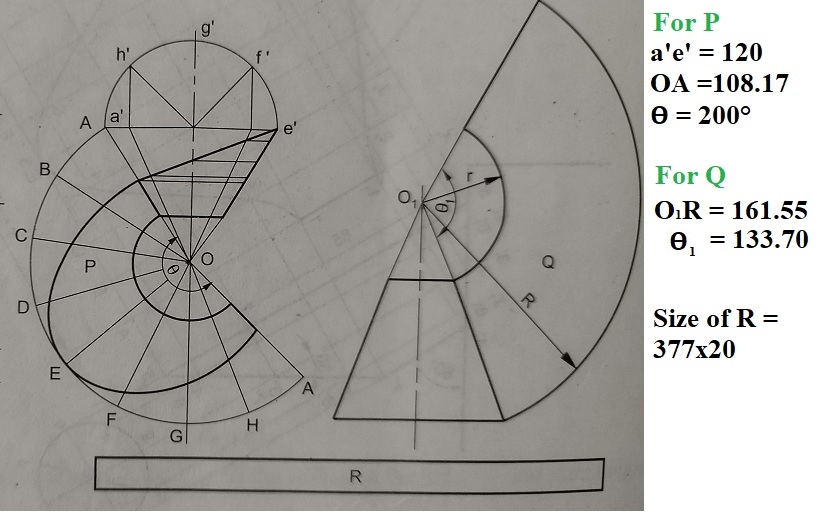 g'
h'
f'
A
a'
e'
B
C
O
P
θ
D
E
F
G
H
A
r
O₁
θ₁
Q
R
R
For P
a'e' = 120
OA =108.17
ϴ = 200°
For Q
O₁R = 161.55
ϴ₁ = 133.70
Size of R =
377x20